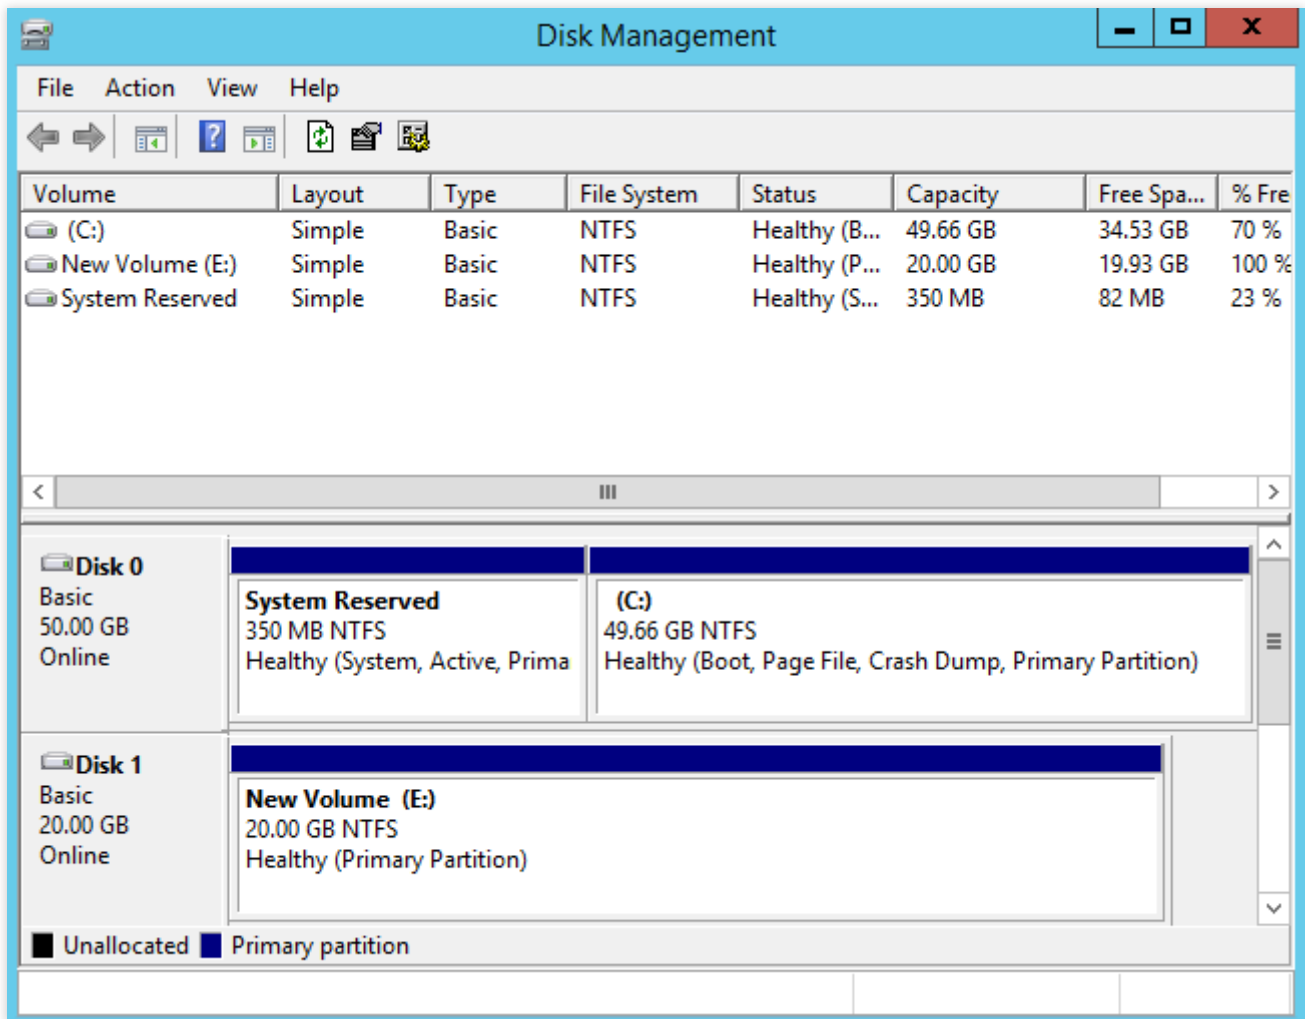 Disk Management
File Action View Help
Volume Layout Type File System Status Capacity Free Spa... % Fre
(C:) Simple Basic NTFS Healthy (B... 49.66 GB 34.53 GB 70 %
New Volume (E:) Simple Basic NTFS Healthy (P... 20.00 GB 19.93 GB 100 %
System Reserved Simple Basic NTFS Healthy (S... 350 MB 82 MB 23 %
Disk 0
Basic
50.00 GB
Online
System Reserved
350 MB NTFS
Healthy (System, Active, Prima
(C:)
49.66 GB NTFS
Healthy (Boot, Page File, Crash Dump, Primary Partition)
Disk 1
Basic
20.00 GB
Online
New Volume (E:)
20.00 GB NTFS
Healthy (Primary Partition)
Unallocated Primary partition